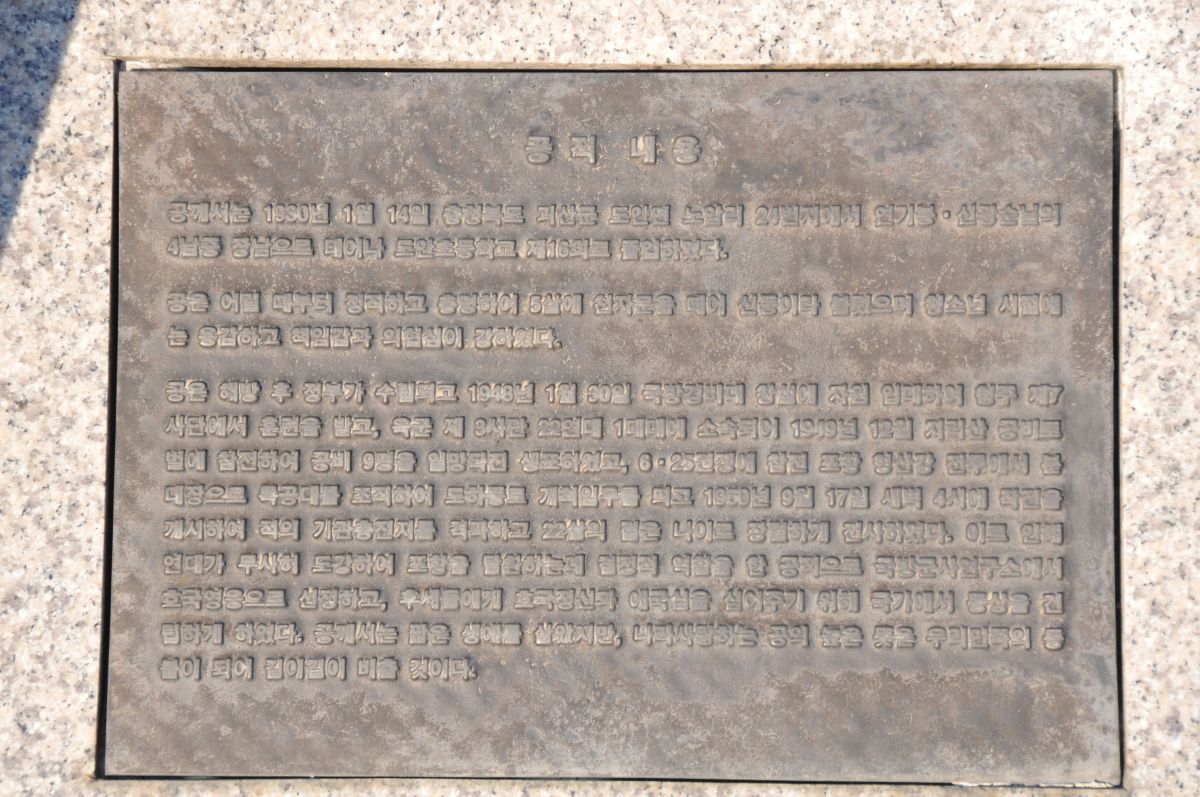 공적 내용
공께서는 1930년 1월 14일 충청북도 괴산군 도안면 노암리 21번지에서 연기봉·신평순님의
4남중 장남으로 태어나 도안초등학교 제16회로 졸업하였다.
공은 어릴 때부터 정직하고 총명하여 5살에 천자문을 떼어 신동이라 불렸으며 청소년 시절에
는 용감하고 책임감과 의협심이 강하였다.
공은 해방 후 정부가 수립되고 1948년 1월 30일 국방경비대 창설에 자원 입대하여 청주 제7
사단에서 훈련을 받고, 육군 제 8사단 22연대 1대대에 소속되어 1949년 12월 지리산 공비토
벌에 참전하여 공비 9명을 일망타진 생포하였고, 6·25전쟁에 참전 포항 형산강 전투에서 분
대장으로 특공대를 조직하여 도하통로 개척임무를 띄고 1950년 9월 17일 새벽 4시에 작전을
개시하여 적의 기관총진지를 격파하고 22살의 젊은 나이로 장렬하게 전사하였다. 이로 인해
연대가 무사히 도강하여 포항을 탈환하는데 결정적 역할을 한 공적으로 국방군사연구소에서
호국영웅으로 선정하고, 후세들에게 호국정신과 애국심을 심어주기 위해 국가에서 동상을 건
립하게 하였다. 공께서는 짧은 생애를 살았지만, 나라사랑하는 공의 높은 뜻은 우리민족의 등
불이 되어 길이길이 비출 것이다.